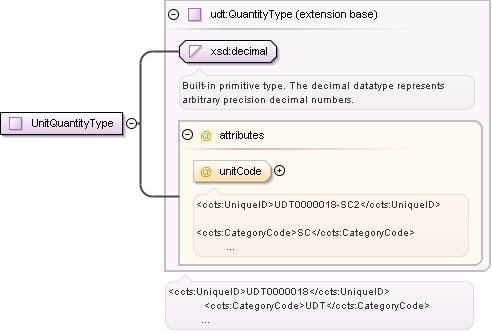 udt:QuantityType (extension base)
xsd:decimal
Built-in primitive type. The decimal datatype represents
arbitrary precision decimal numbers.
UnitQuantityType
@ attributes
@ unitCode
<ccts:UniqueID>UDT0000018-SC2</ccts:UniqueID>
<ccts:CategoryCode>SC</ccts:CategoryCode>
...
<ccts:UniqueID>UDT0000018</ccts:UniqueID>
<ccts:CategoryCode>UDT</ccts:CategoryCode>
...